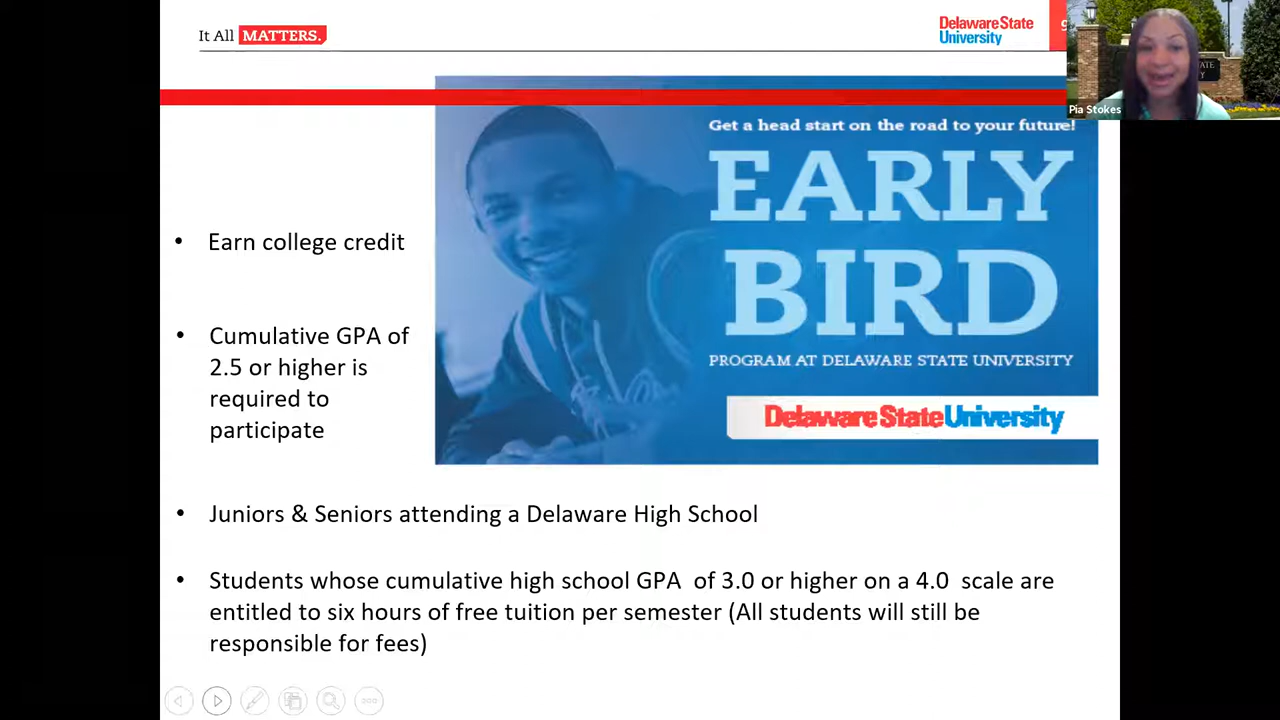 It All MATTERS.
Delaware State
University
9
STATE
Y
Pia Stokes
Get a head start on the road to your future!
EARLY
BIRD
PROGRAM AT DELAWARE STATE UNIVERSITY
Delaware State University
• Earn college credit
• Cumulative GPA of
2.5 or higher is
required to
participate
• Juniors & Seniors attending a Delaware High School
• Students whose cumulative high school GPA of 3.0 or higher on a 4.0 scale are
entitled to six hours of free tuition per semester (All students will still be
responsible for fees)